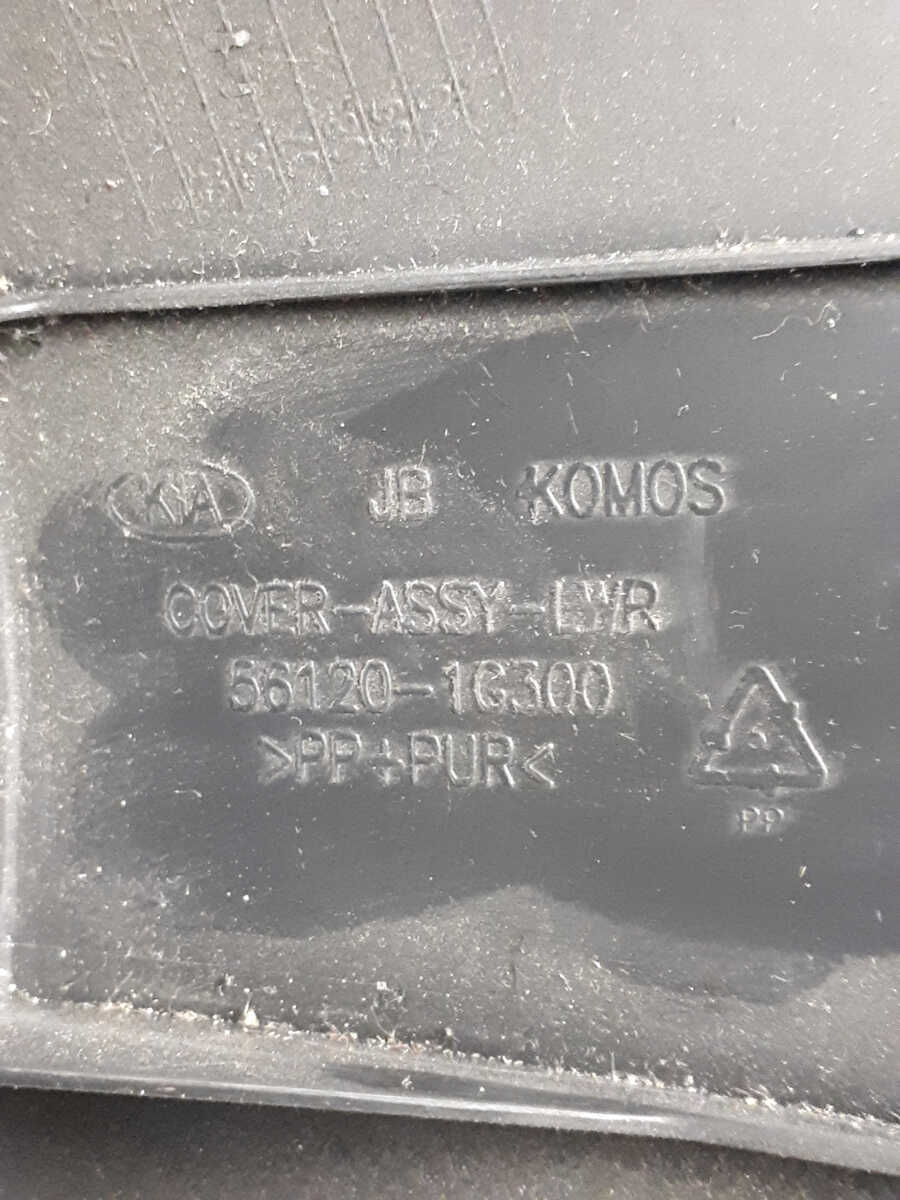 KIA JB KOMOS
COVER-ASSY-LWR
56120-1G300
>PP+PUR<
PP